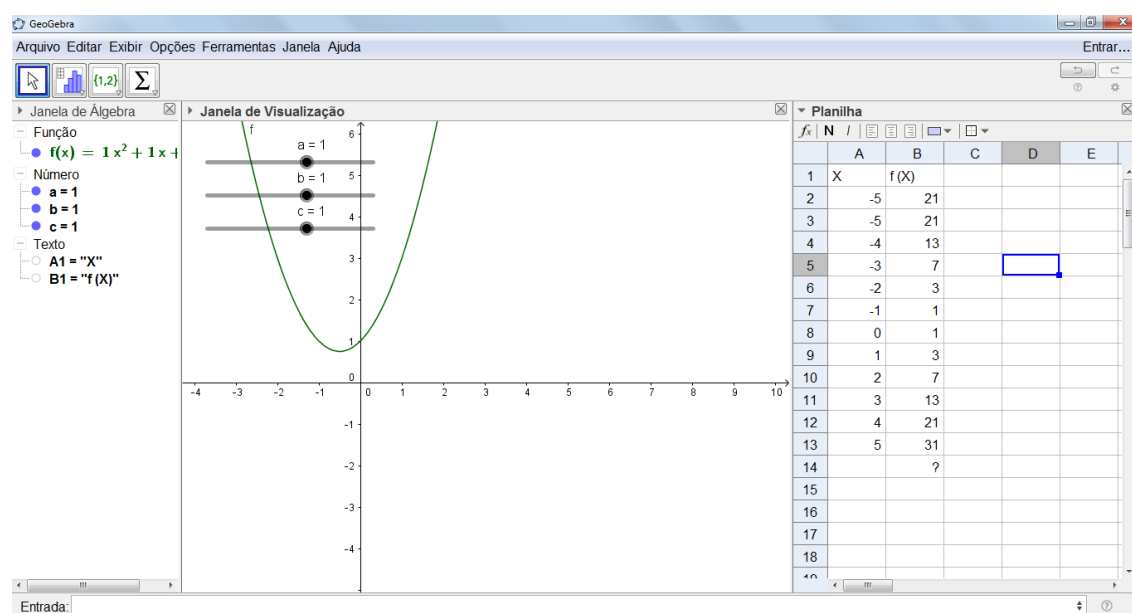 GeoGebra
Arquivo Editar Exibir Opções Ferramentas Janela Ajuda
Entrar...
{1,2} Σ
Janela de Álgebra
Função
f(x) = 1 x² + 1 x +
Número
a = 1
b = 1
c = 1
Texto
A1 = "X"
B1 = "f (X)"
Janela de Visualização
f
a = 1
b = 1
c = 1
6
5
4
3
2
1
0
-4 -3 -2 -1 0 1 2 3 4 5 6 7 8 9 10
-1
-2
-3
-4
Planilha
fx N I
A B C D E
1 X f (X)
2 -5 21
3 -5 21
4 -4 13
5 -3 7
6 -2 3
7 -1 1
8 0 1
9 1 3
10 2 7
11 3 13
12 4 21
13 5 31
14 ?
15
16
17
18
Entrada: